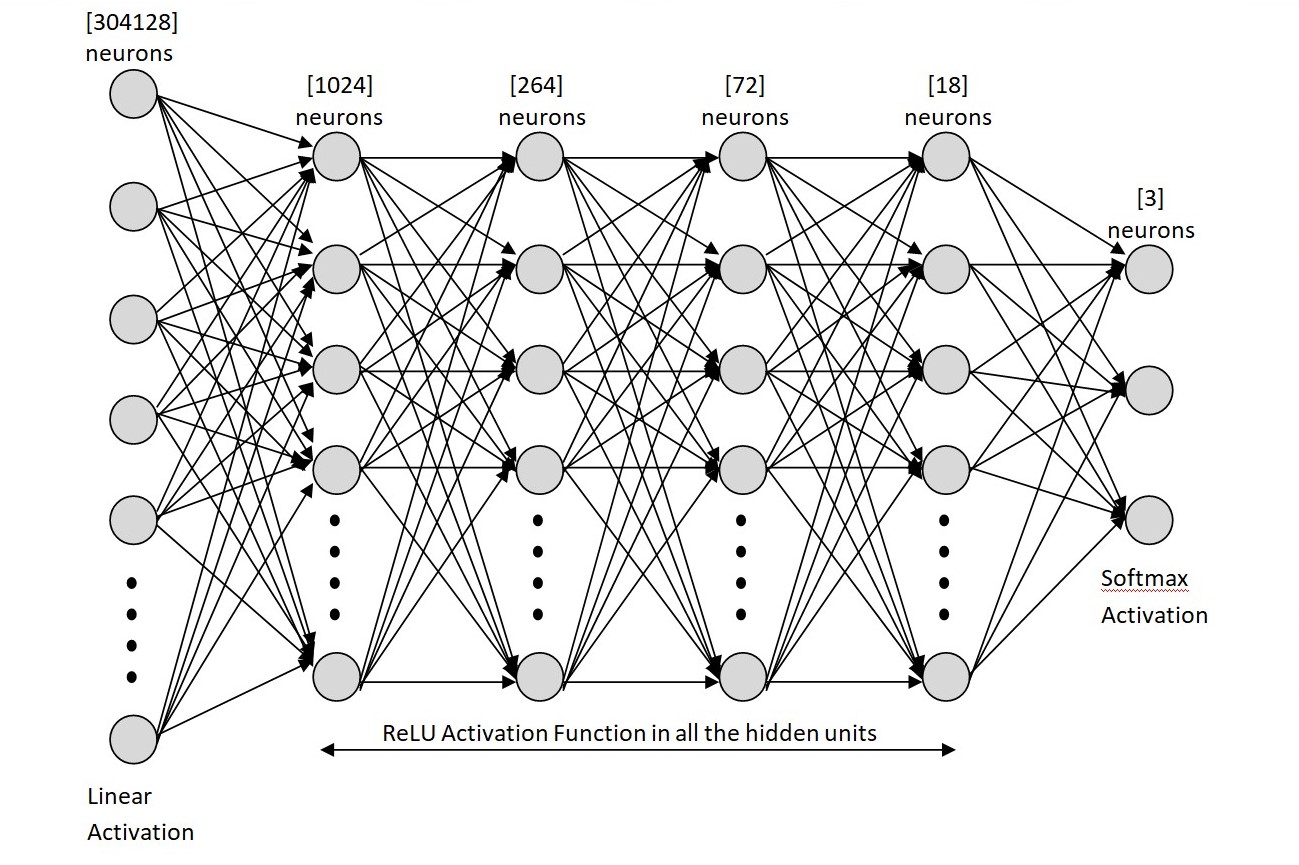 [304128]
neurons
[1024]
neurons
[264]
neurons
[72]
neurons
[18]
neurons
[3]
neurons
Softmax
Activation
ReLU Activation Function in all the hidden units
Linear
Activation